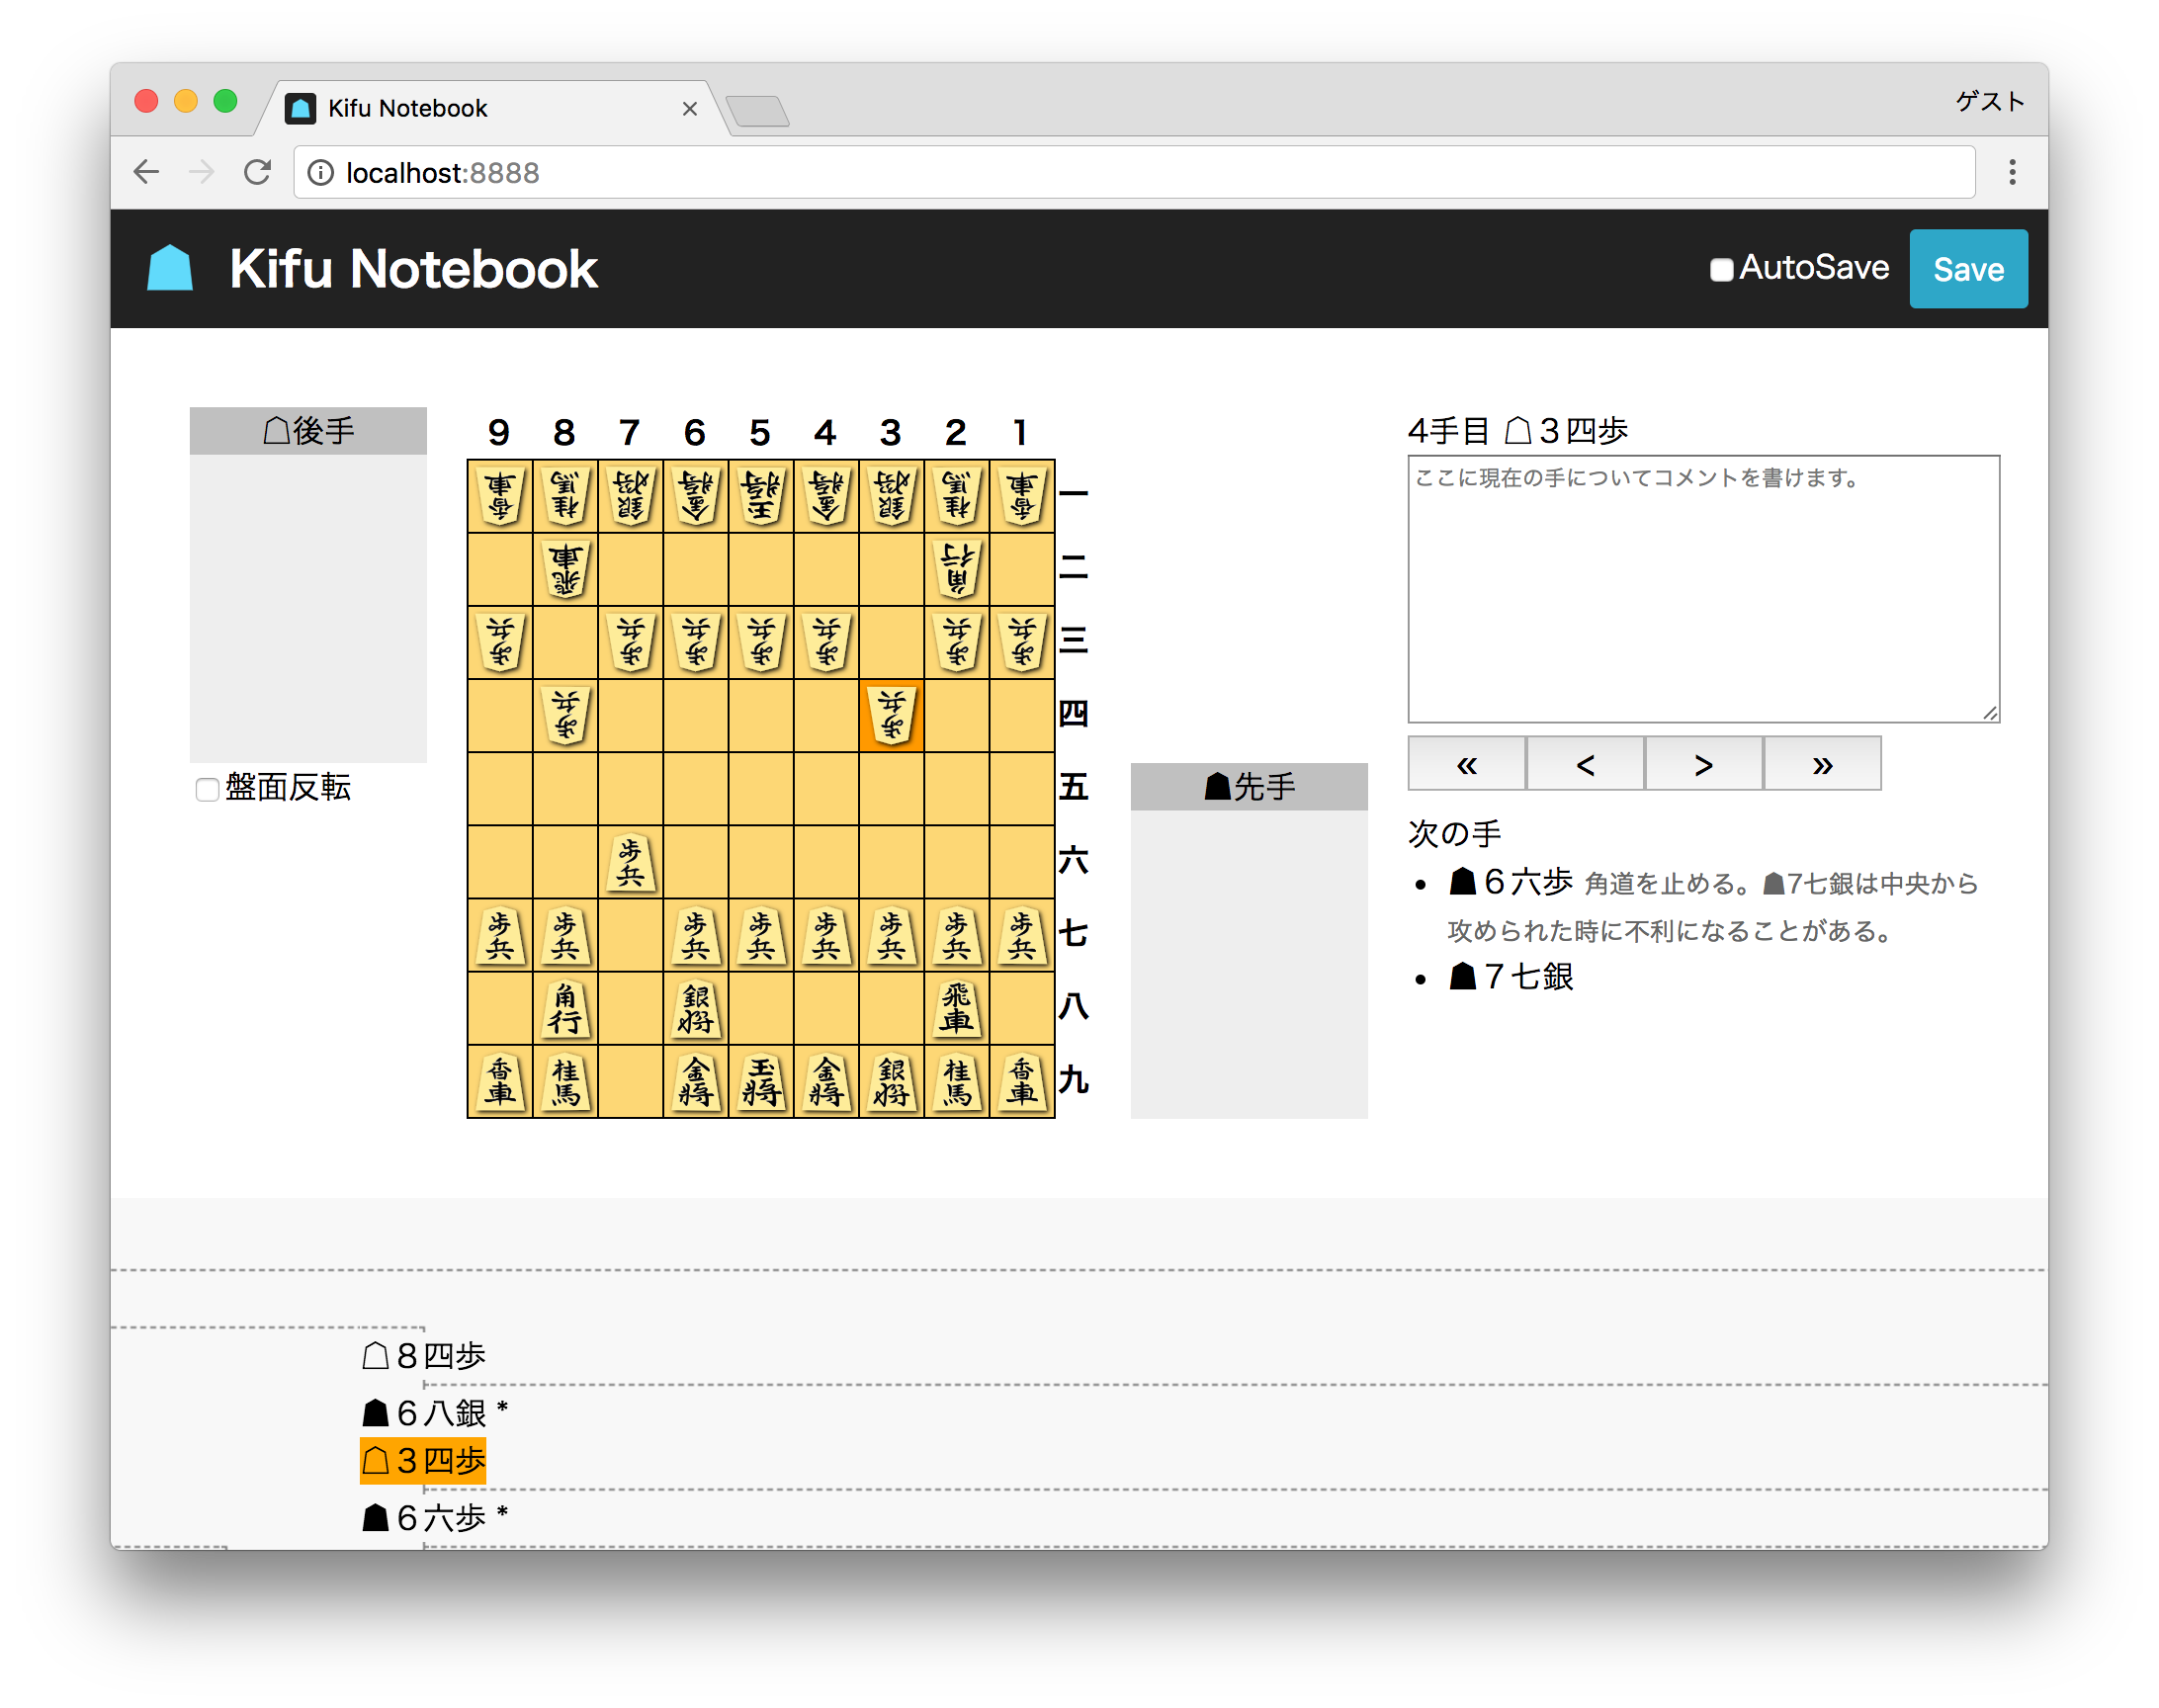 Kifu Notebook
ゲスト
localhost:8888
Kifu Notebook
AutoSave
Save
☖後手
盤面反転
9 8 7 6 5 4 3 2 1
香車 桂馬 銀将 金将 玉将 金将 銀将 桂馬 香車 一
飛車 角行 二
歩兵 歩兵 歩兵 歩兵 歩兵 歩兵 歩兵 三
歩兵 歩兵 四
五
歩兵 六
歩兵 歩兵 歩兵 歩兵 歩兵 歩兵 歩兵 歩兵 七
角行 銀将 飛車 八
香車 桂馬 金将 玉将 金将 銀将 桂馬 香車 九
☗先手
4手目 ☖3四歩
ここに現在の手についてコメントを書けます。
« < > »
次の手
• ☗6六歩 角道を止める。☗7七銀は中央から
攻められた時に不利になることがある。
• ☗7七銀
☖8四歩
☗6八銀 *
☖3四歩
☗6六歩 *